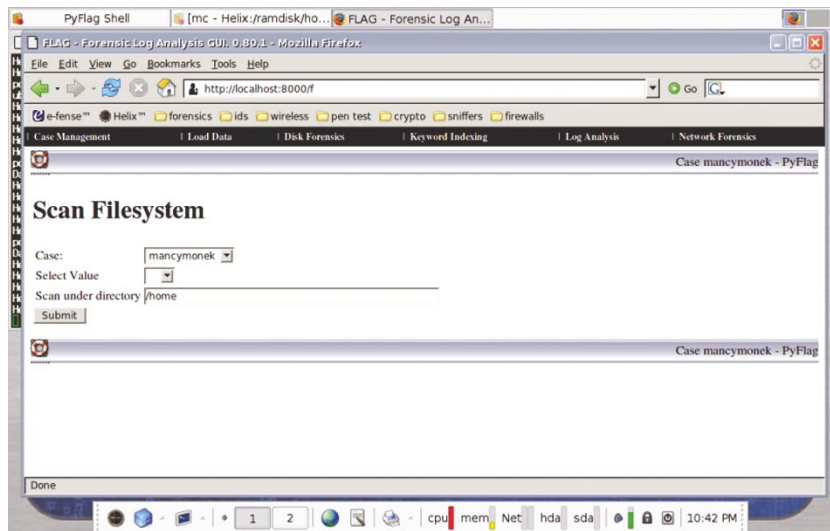 PyFlag Shell
[mc - Helix:/ramdisk/ho...
FLAG - Forensic Log An...
FLAG - Forensic Log Analysis GUI. 0.80.1 - Mozilla Firefox
File Edit View Go Bookmarks Tools Help
http://localhost:8000/f
Go
e-fense™ Helix™ forensics ids wireless pen test crypto sniffers firewalls
| Case Management | Load Data | Disk Forensics | Keyword Indexing | Log Analysis | Network Forensics
Case mancymonek - PyFlag
Scan Filesystem
Case: mancymonek
Select Value
Scan under directory /home
Submit
Case mancymonek - PyFlag
Done
1 2 cpu mem Net hda sda 10:42 PM